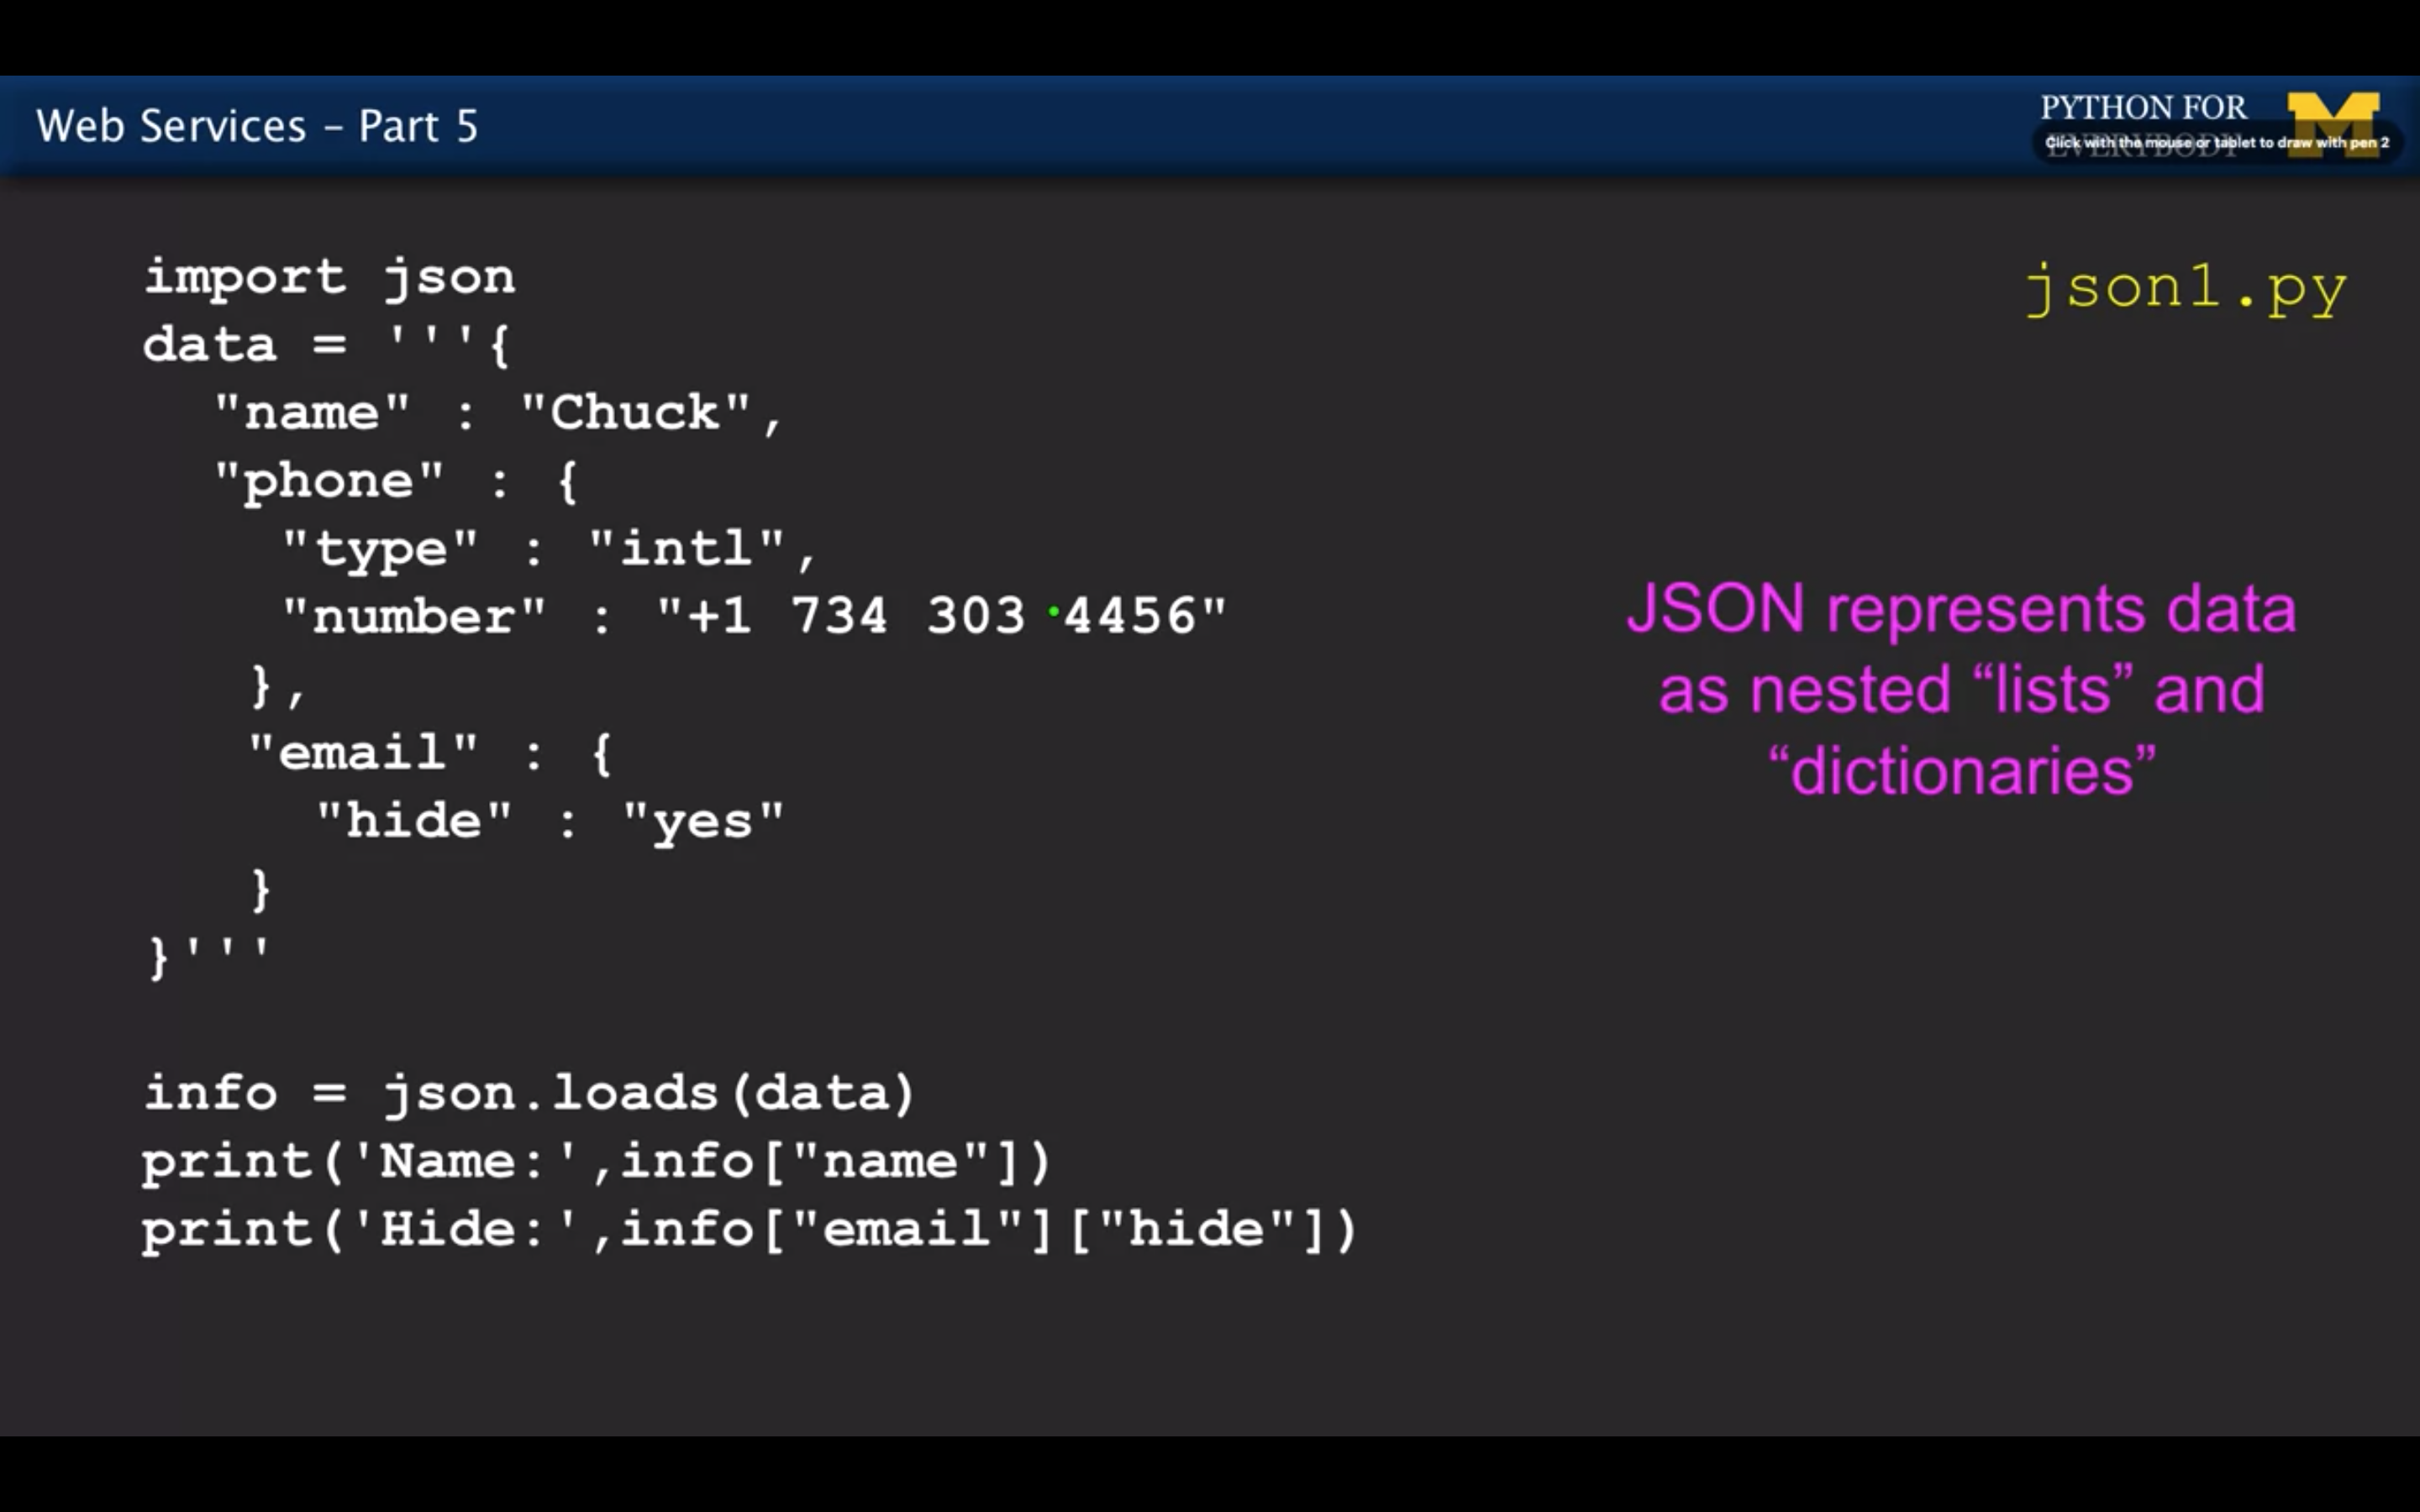 Web Services – Part 5
PYTHON FOR
EVERYBODY
Click with the mouse or tablet to draw with pen 2
json1.py
import json
data = '''{
"name" : "Chuck",
"phone" : {
"type" : "intl",
"number" : "+1 734 303 4456"
},
"email" : {
"hide" : "yes"
}
}'''
info = json.loads(data)
print('Name:',info["name"])
print('Hide:',info["email"]["hide"])
JSON represents data
as nested “lists” and
“dictionaries”